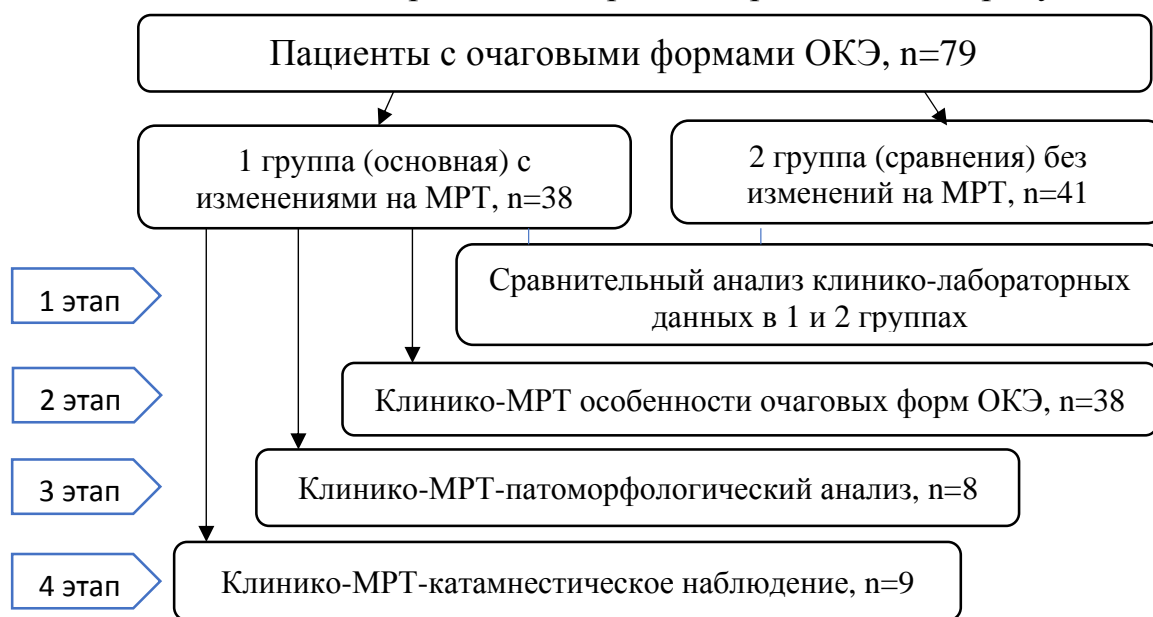 Пациенты с очаговыми формами ОКЭ, n=79
1 группа (основная) с
изменениями на МРТ, n=38
2 группа (сравнения) без
изменений на МРТ, n=41
1 этап
Сравнительный анализ клинико-лабораторных
данных в 1 и 2 группах
2 этап
Клинико-МРТ особенности очаговых форм ОКЭ, n=38
3 этап
Клинико-МРТ-патоморфологический анализ, n=8
4 этап
Клинико-МРТ-катамнестическое наблюдение, n=9